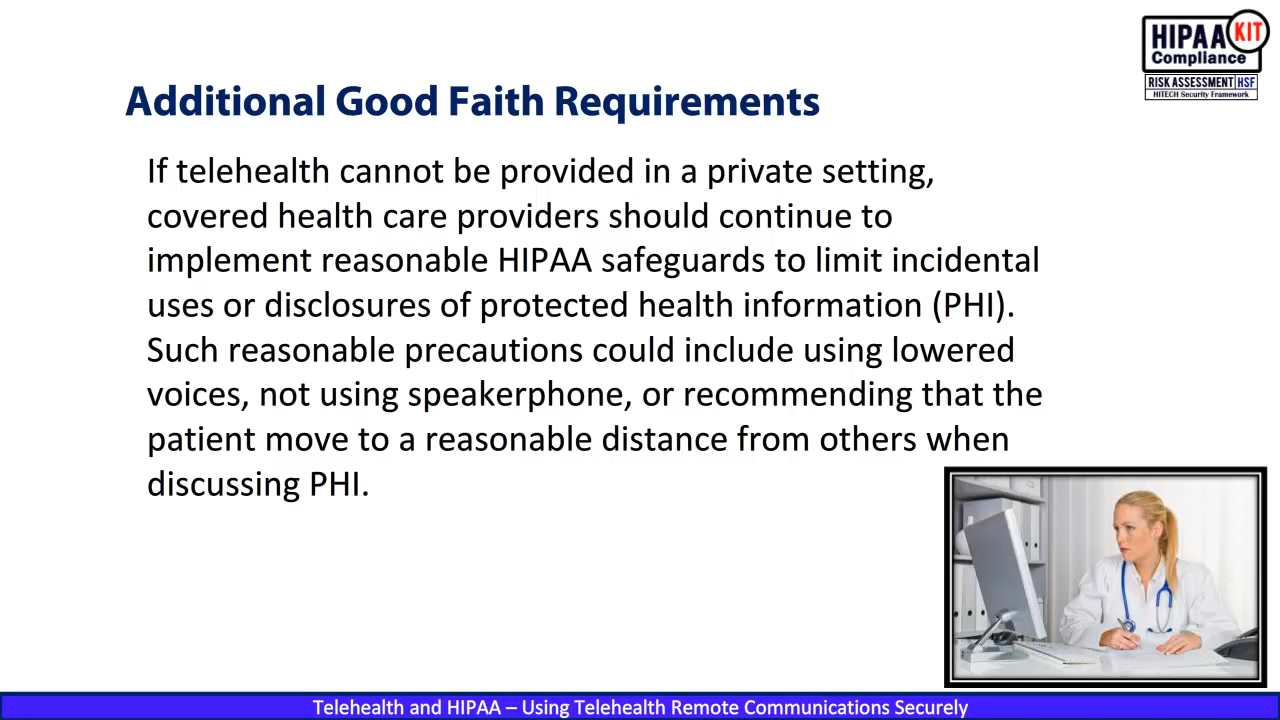 HIPAA KIT
Compliance
RISK ASSESSMENT HSF
HITECH Security Framework
Additional Good Faith Requirements
If telehealth cannot be provided in a private setting,
covered health care providers should continue to
implement reasonable HIPAA safeguards to limit incidental
uses or disclosures of protected health information (PHI).
Such reasonable precautions could include using lowered
voices, not using speakerphone, or recommending that the
patient move to a reasonable distance from others when
discussing PHI.
Telehealth and HIPAA – Using Telehealth Remote Communications Securely